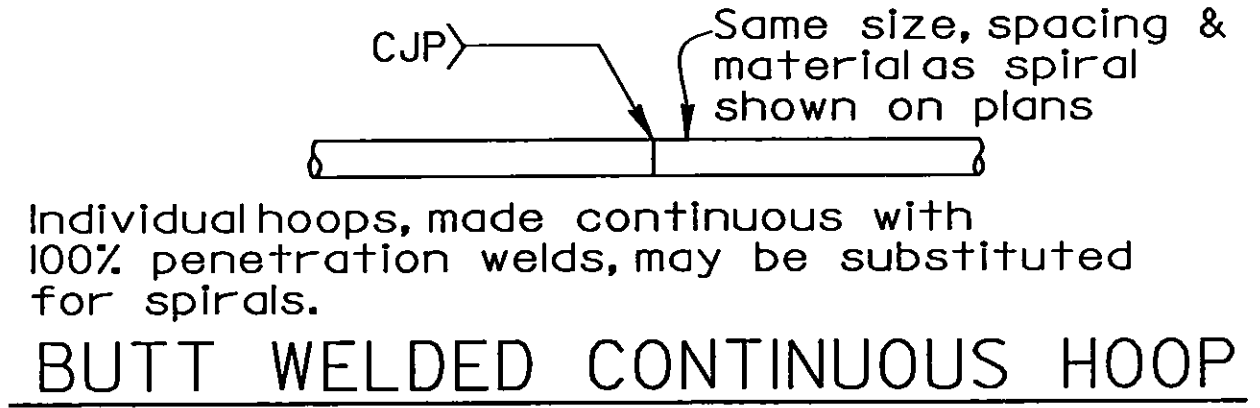 CJP
Same size, spacing &
material as spiral
shown on plans
Individual hoops, made continuous with
100% penetration welds, may be substituted
for spirals.
BUTT WELDED CONTINUOUS HOOP